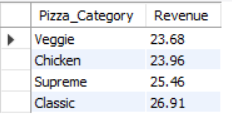 Pizza_Category Revenue
Veggie 23.68
Chicken 23.96
Supreme 25.46
Classic 26.91